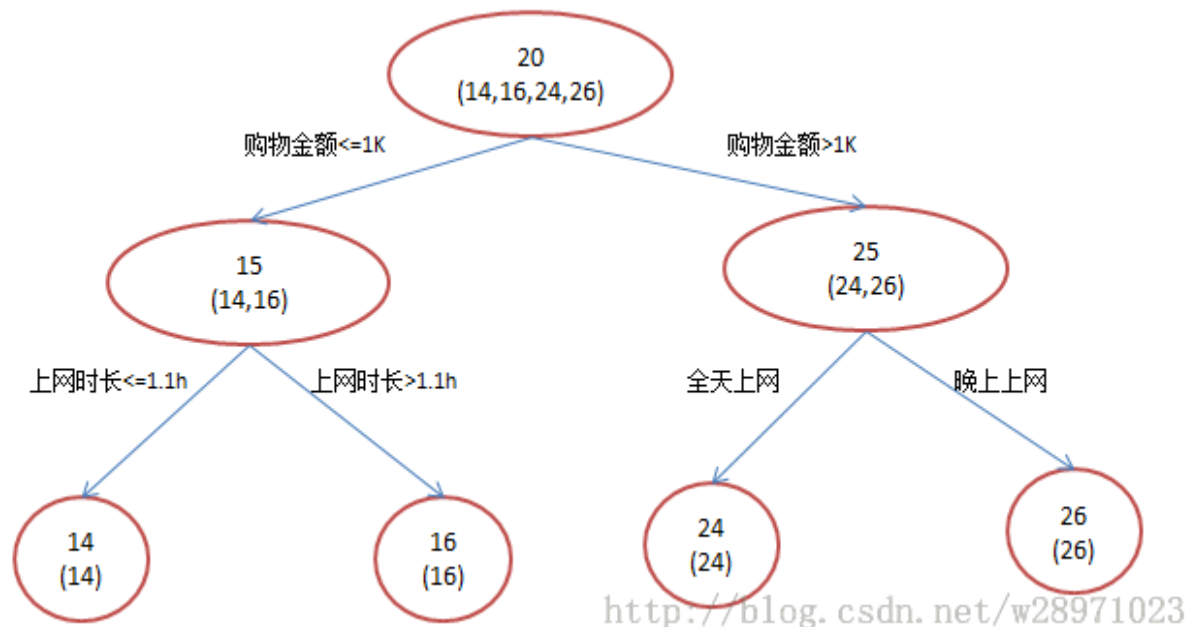 20
(14,16,24,26)
购物金额<=1K
购物金额>1K
15
(14,16)
25
(24,26)
上网时长<=1.1h
上网时长>1.1h
全天上网
晚上上网
14
(14)
16
(16)
24
(24)
26
(26)
http://blog.csdn.net/w28971023